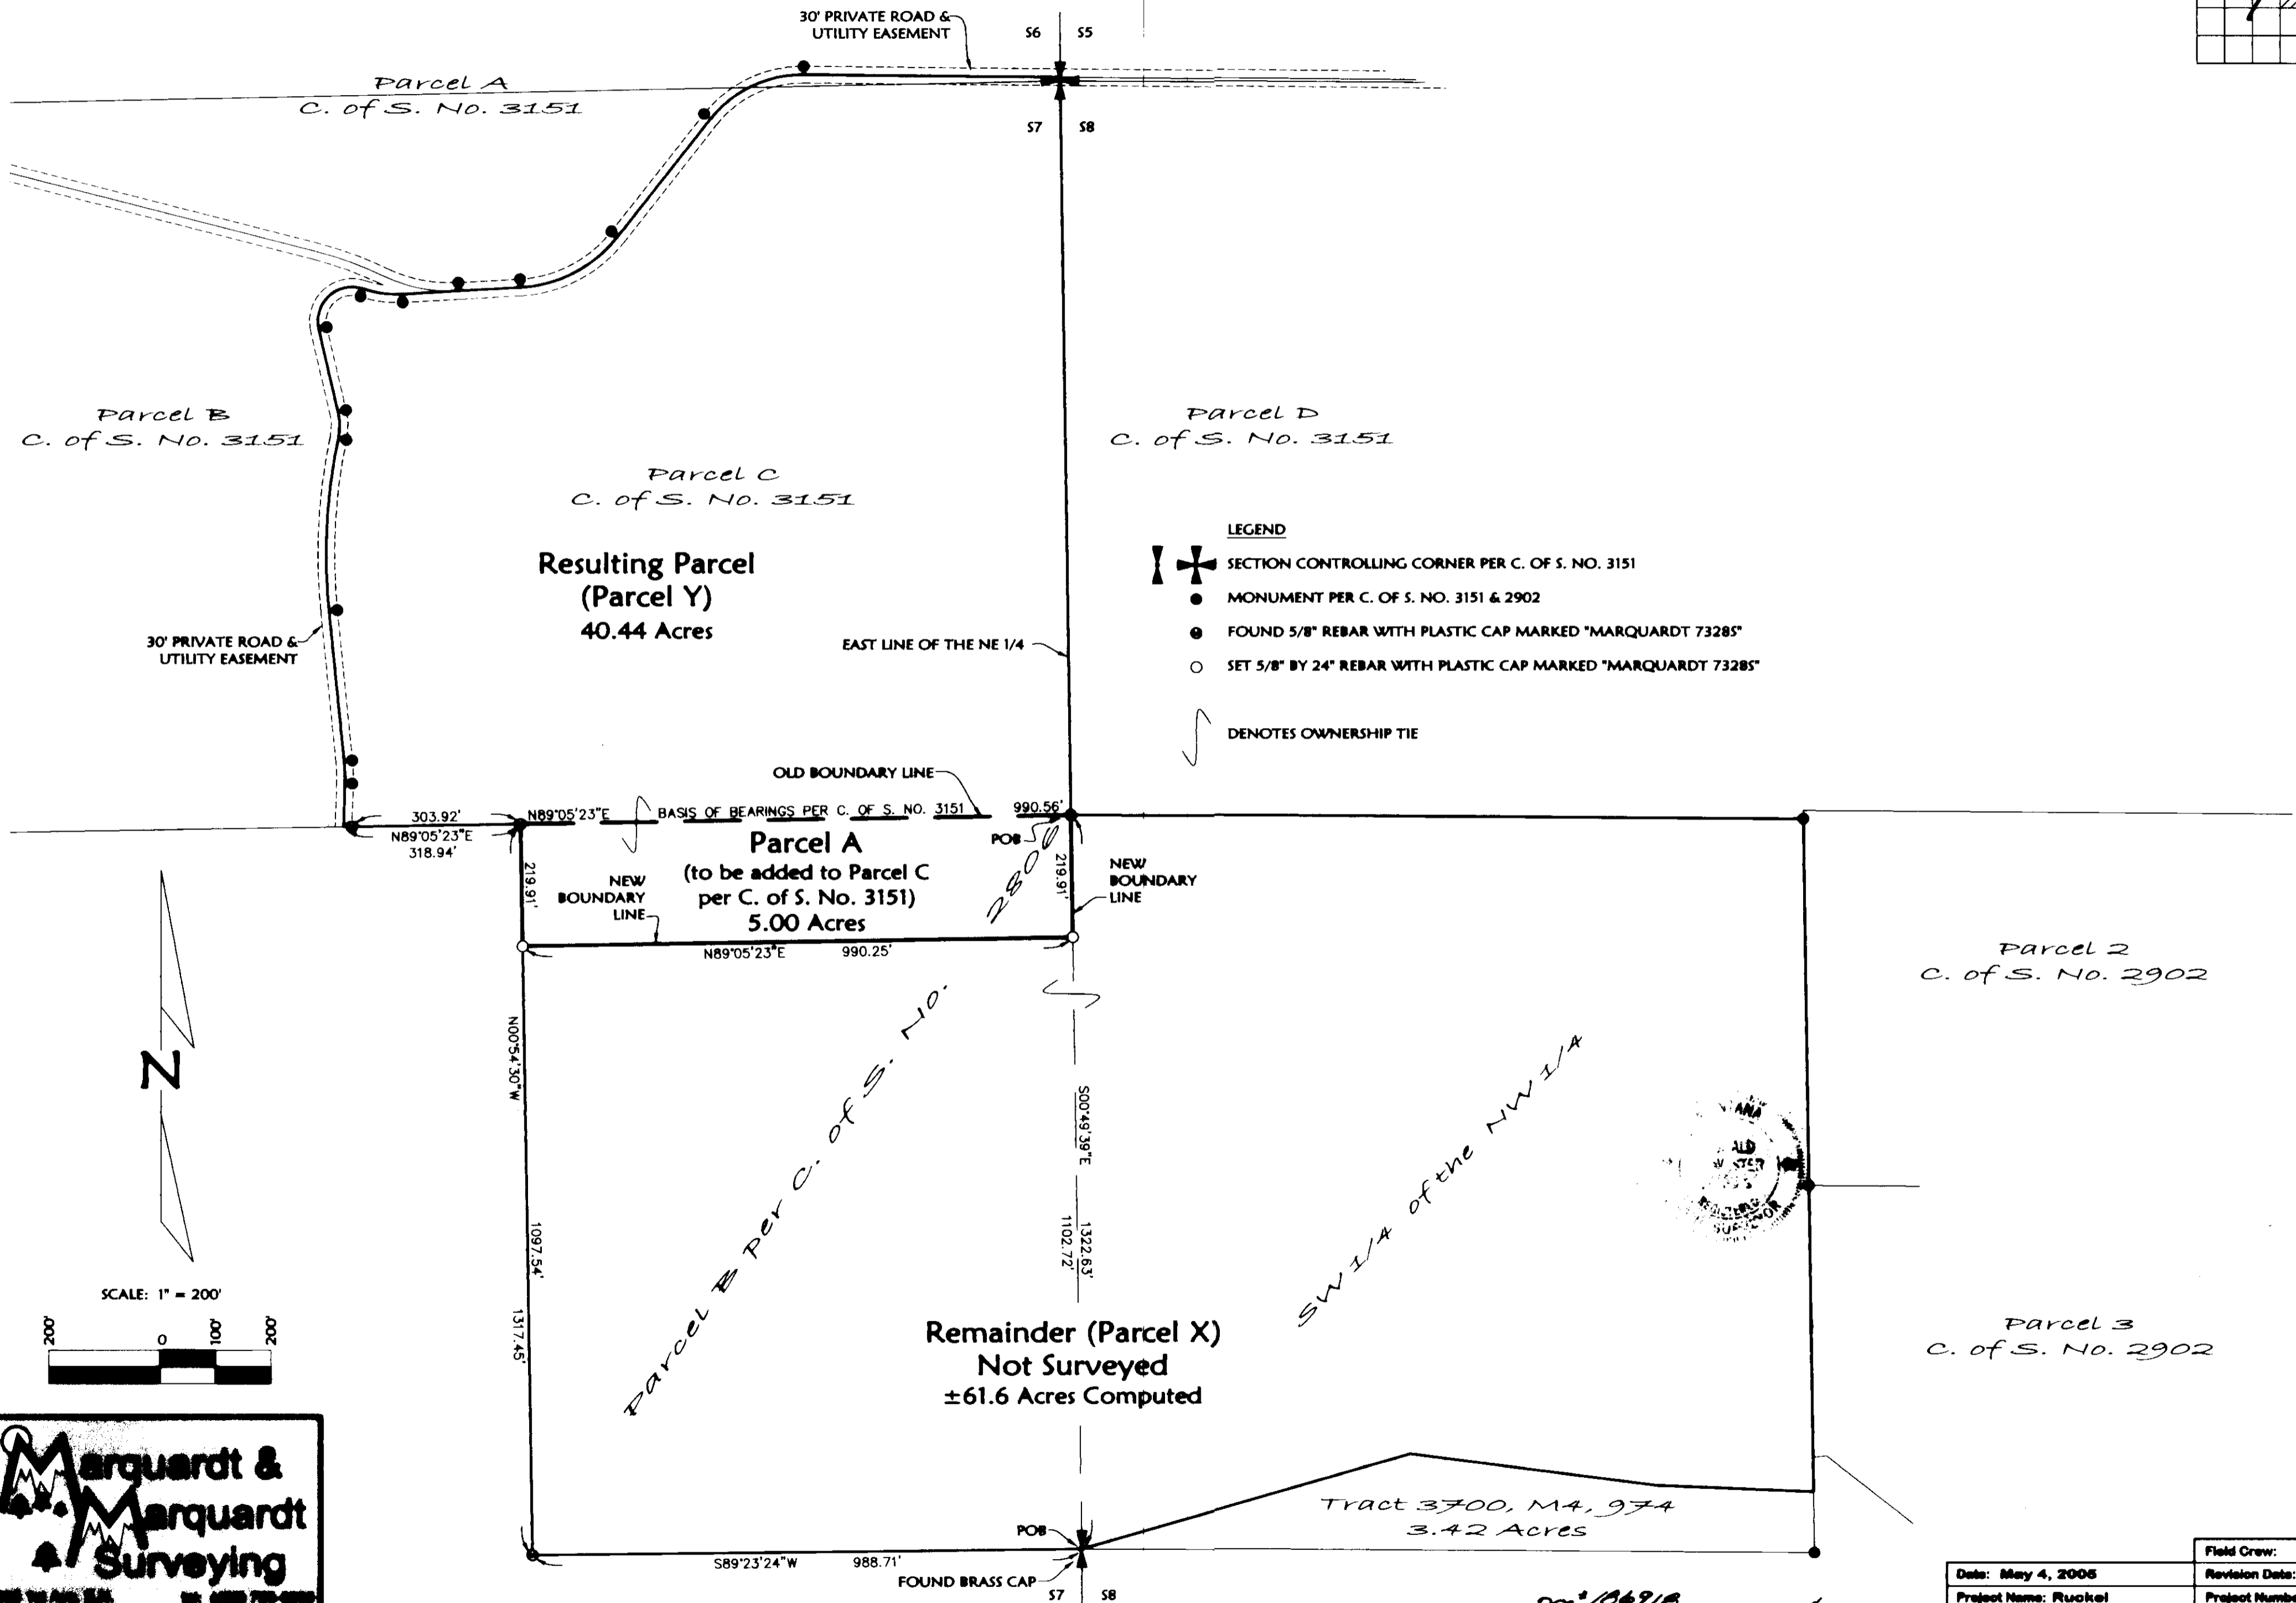 30' PRIVATE ROAD &
UTILITY EASEMENT
S6 S5
Parcel A
C. of S. No. 3151
S7 S8
Parcel B
C. of S. No. 3151
Parcel D
C. of S. No. 3151
Parcel C
C. of S. No. 3151
LEGEND
SECTION CONTROLLING CORNER PER C. OF S. NO. 3151
MONUMENT PER C. OF S. NO. 3151 & 2902
FOUND 5/8" REBAR WITH PLASTIC CAP MARKED "MARQUARDT 7328S"
SET 5/8" BY 24" REBAR WITH PLASTIC CAP MARKED "MARQUARDT 7328S"
DENOTES OWNERSHIP TIE
Resulting Parcel
(Parcel Y)
40.44 Acres
30' PRIVATE ROAD &
UTILITY EASEMENT
EAST LINE OF THE NE 1/4
OLD BOUNDARY LINE
303.92'
N89°05'23"E
318.94'
N89°05'23"E
BASIS OF BEARINGS PER C. OF S. NO. 3151
990.56'
POB
Parcel A
(to be added to Parcel C
per C. of S. No. 3151)
5.00 Acres
219.91'
NEW
BOUNDARY
LINE
219.91'
NEW
BOUNDARY
LINE
N89°05'23"E 990.25'
Parcel B per C. of S. No.
Parcel 2
C. of S. No. 2902
N00°54'30"W
1097.54'
1317.45'
S00°49'39"E
1322.63'
1102.72'
SW 1/4 of the NW 1/4
N
SCALE: 1" = 200'
200' 0 100' 200'
Remainder (Parcel X)
Not Surveyed
±61.6 Acres Computed
Parcel 3
C. of S. No. 2902
Marquardt &
Marquardt
Surveying
Tract 3700, M4, 974
3.42 Acres
POB
S89°23'24"W 988.71'
FOUND BRASS CAP
S7 S8
SURVEYOR
Field Crew:
Date: May 4, 2006
Revision Date:
Project Name: Ruckel